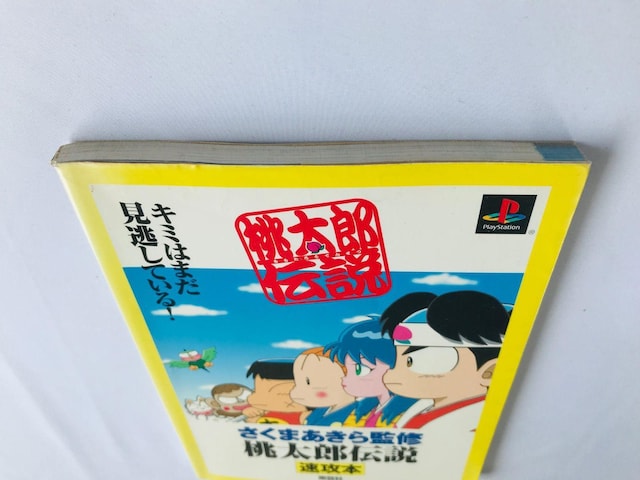 キミはまだ
見逃している!
桃太郎
伝説
PlayStation
さくまあきら監修
桃太郎伝説
速攻本